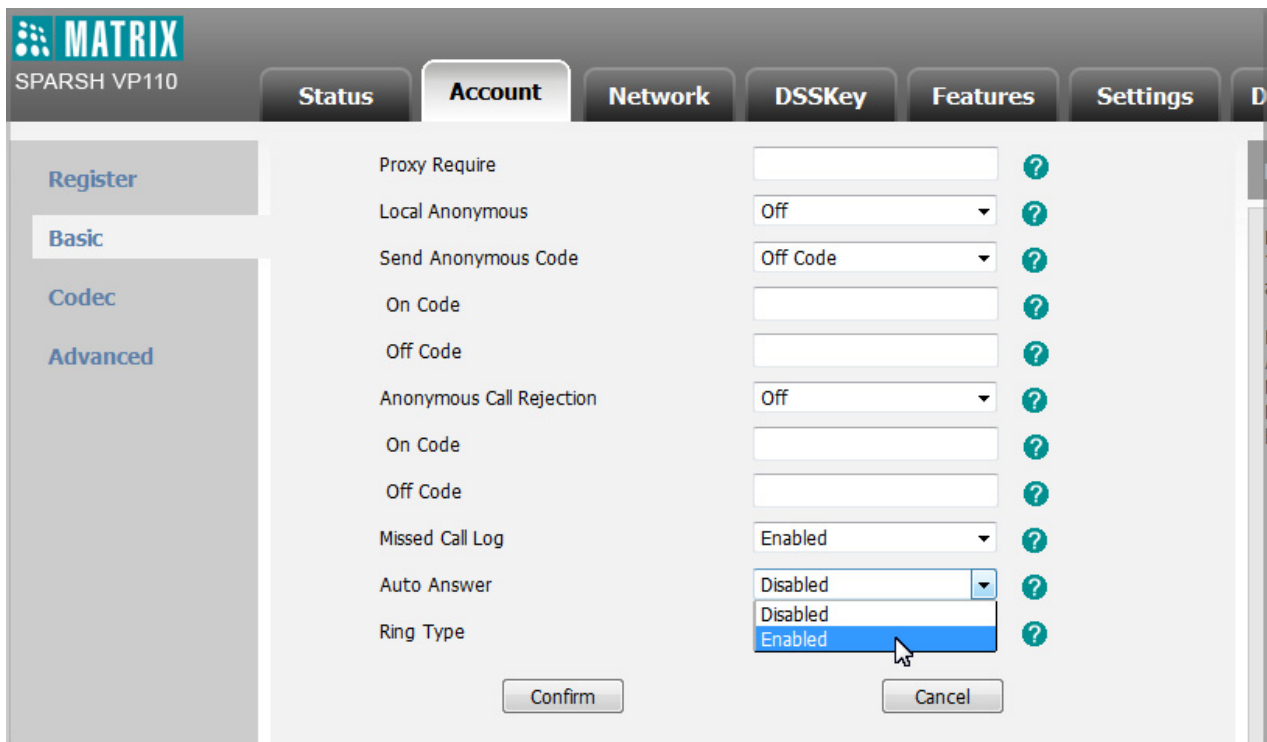 MATRIX
SPARSH VP110
Status Account Network DSSKey Features Settings D
Register
Basic
Codec
Advanced
Proxy Require
Local Anonymous Off
Send Anonymous Code Off Code
On Code
Off Code
Anonymous Call Rejection Off
On Code
Off Code
Missed Call Log Enabled
Auto Answer Disabled
Disabled
Ring Type Enabled
Confirm Cancel